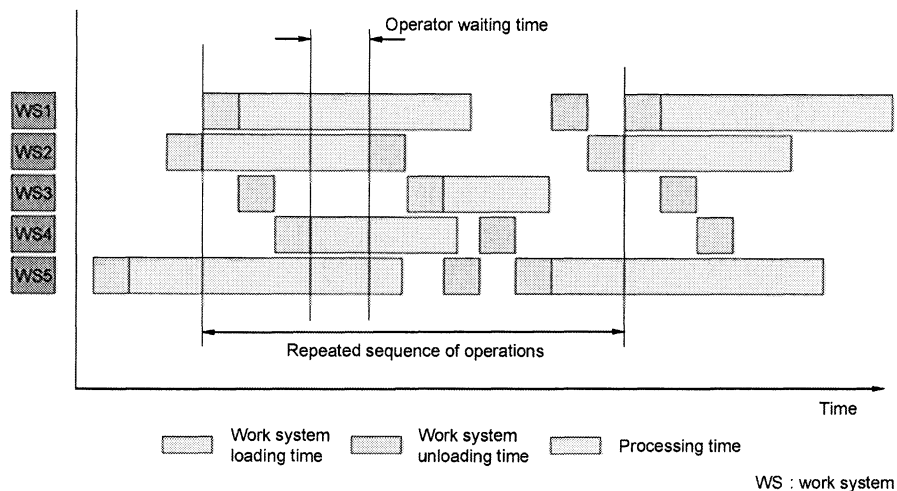 Operator waiting time
WS1
WS2
WS3
WS4
WS5
Repeated sequence of operations
Time
Work system
loading time
Work system
unloading time
Processing time
WS : work system